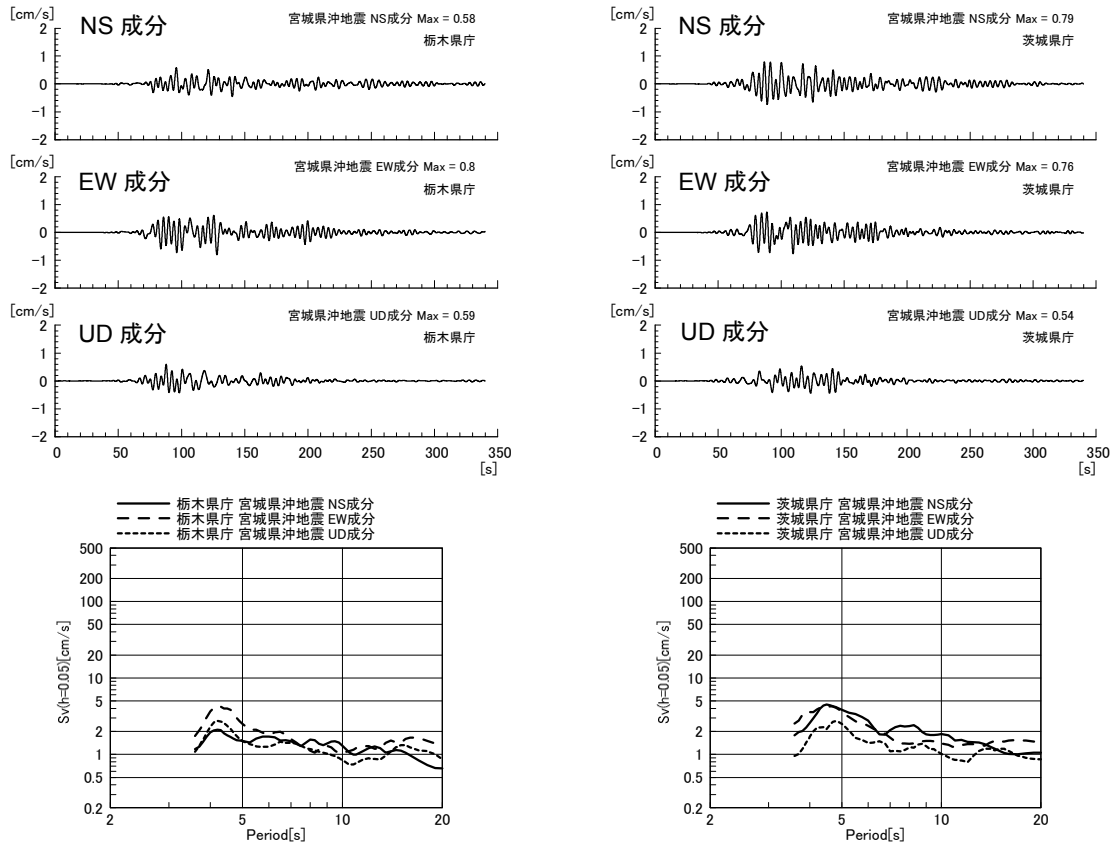 [cm/s]
NS 成分
宮城県沖地震 NS成分 Max = 0.58
栃木県庁
2
1
0
−1
−2
[cm/s]
EW 成分
宮城県沖地震 EW成分 Max = 0.8
栃木県庁
2
1
0
−1
−2
[cm/s]
UD 成分
宮城県沖地震 UD成分 Max = 0.59
栃木県庁
2
1
0
−1
−2
0 50 100 150 200 250 300 350
[s]
[cm/s]
NS 成分
宮城県沖地震 NS成分 Max = 0.79
茨城県庁
2
1
0
−1
−2
[cm/s]
EW 成分
宮城県沖地震 EW成分 Max = 0.76
茨城県庁
2
1
0
−1
−2
[cm/s]
UD 成分
宮城県沖地震 UD成分 Max = 0.54
茨城県庁
2
1
0
−1
−2
0 50 100 150 200 250 300 350
[s]
栃木県庁 宮城県沖地震 NS成分
栃木県庁 宮城県沖地震 EW成分
栃木県庁 宮城県沖地震 UD成分
500
200
100
50
20
10
5
2
1
0.5
0.2
Sv(h=0.05)[cm/s]
2 5 10 20
Period[s]
茨城県庁 宮城県沖地震 NS成分
茨城県庁 宮城県沖地震 EW成分
茨城県庁 宮城県沖地震 UD成分
500
200
100
50
20
10
5
2
1
0.5
0.2
Sv(h=0.05)[cm/s]
2 5 10 20
Period[s]